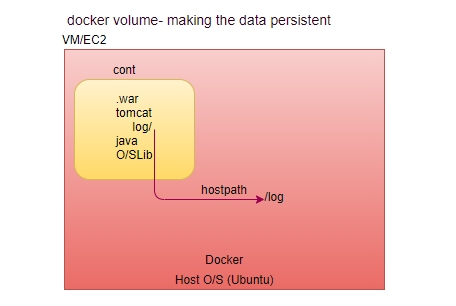 docker volume- making the data persistent
VM/EC2
cont
.war
tomcat
log/
java
O/SLib
hostpath
/log
Docker
Host O/S (Ubuntu)